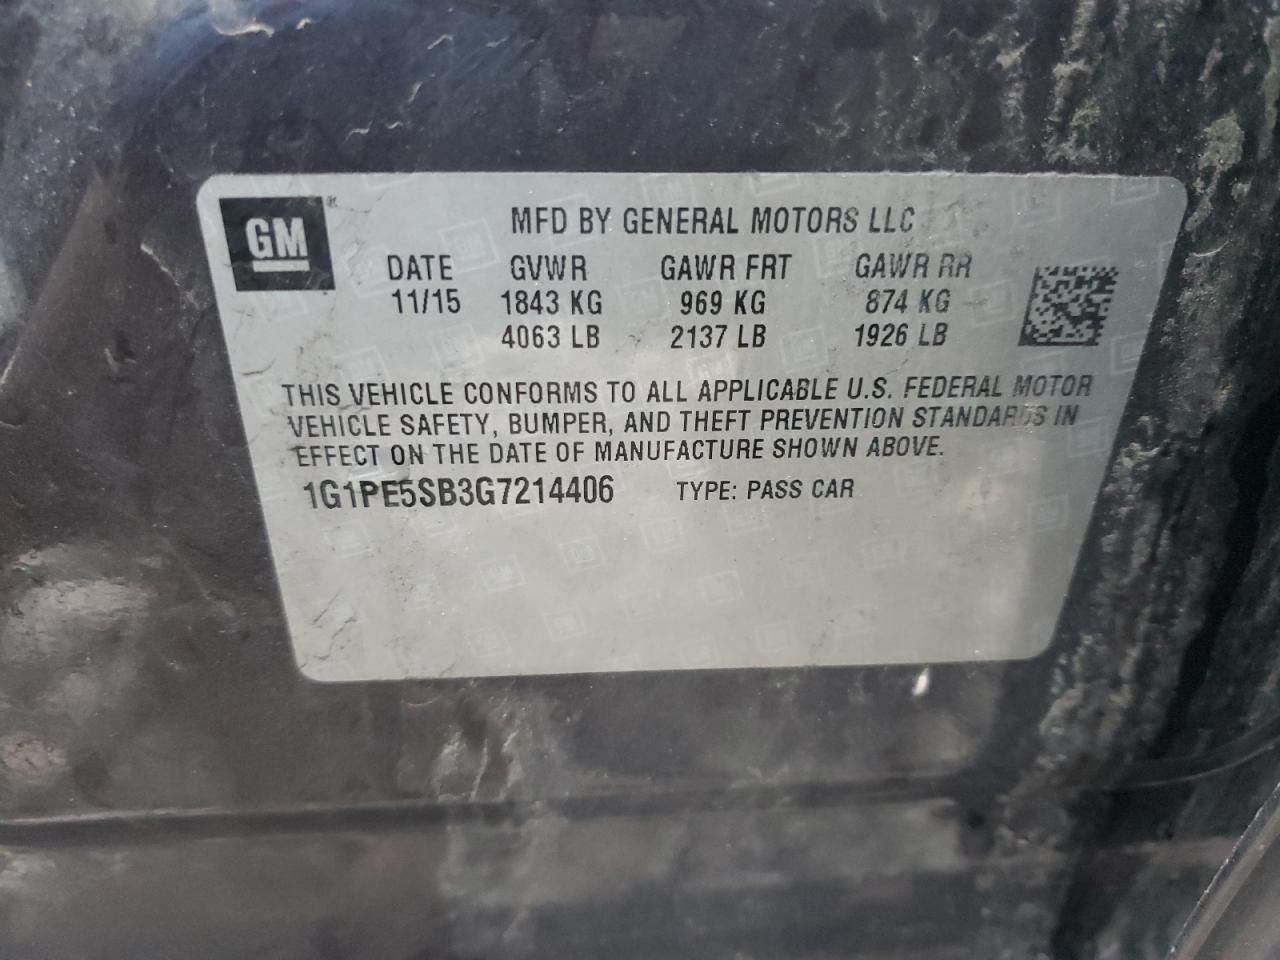 GM
MFD BY GENERAL MOTORS LLC
DATE GVWR GAWR FRT GAWR RR
11/15 1843 KG 969 KG 874 KG
4063 LB 2137 LB 1926 LB
THIS VEHICLE CONFORMS TO ALL APPLICABLE U.S. FEDERAL MOTOR
VEHICLE SAFETY, BUMPER, AND THEFT PREVENTION STANDARDS IN
EFFECT ON THE DATE OF MANUFACTURE SHOWN ABOVE.
1G1PE5SB3G7214406 TYPE: PASS CAR